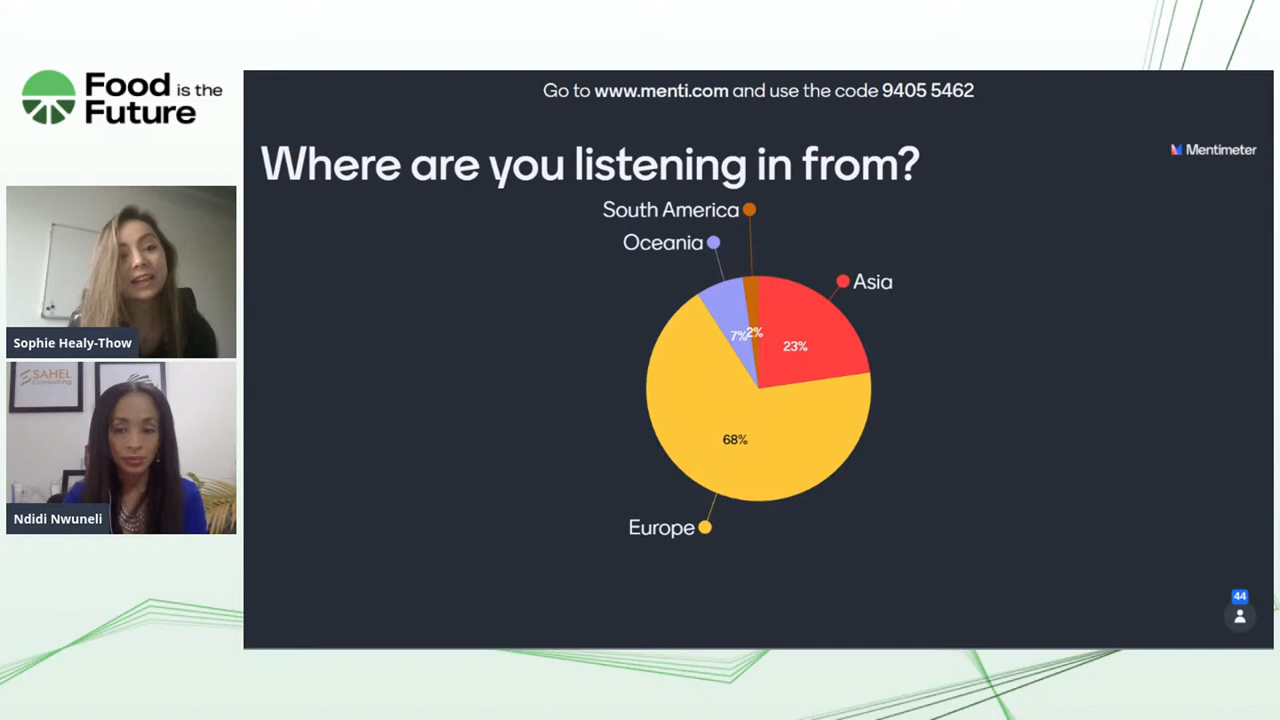 Food is the
Future
Go to www.menti.com and use the code 9405 5462
Where are you listening in from?
Mentimeter
South America
Oceania
Asia
7%
2%
23%
68%
Europe
Sophie Healy-Thow
SAHEL
Consulting
Ndidi Nwuneli
44